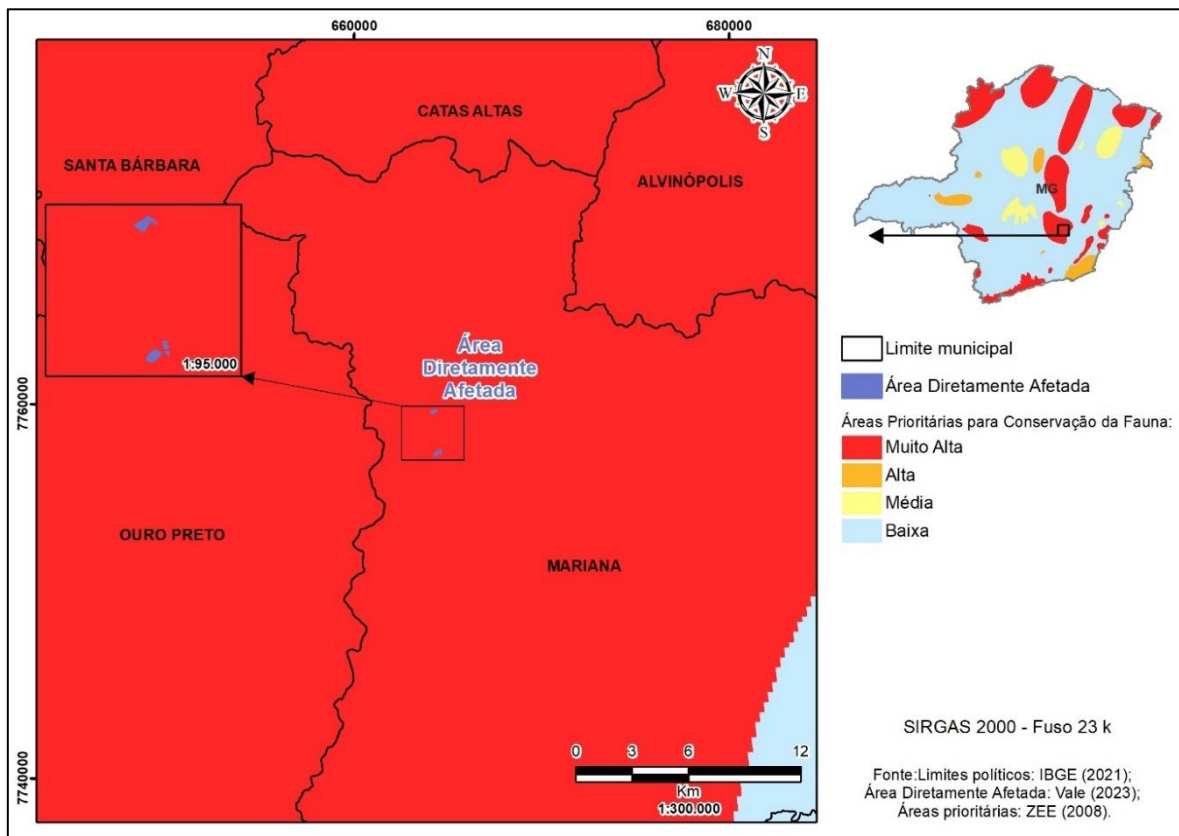 660000
680000
N
W
E
S
CATAS ALTAS
SANTA BÁRBARA
ALVINÓPOLIS
MG
1:95.000
Área
Diretamente
Afetada
7760000
OURO PRETO
MARIANA
7740000
0 3 6 12
Km
1:300.000
Limite municipal
Área Diretamente Afetada
Áreas Prioritárias para Conservação da Fauna:
Muito Alta
Alta
Média
Baixa
SIRGAS 2000 - Fuso 23 k
Fonte:Limites políticos: IBGE (2021);
Área Diretamente Afetada: Vale (2023);
Áreas prioritárias: ZEE (2008).